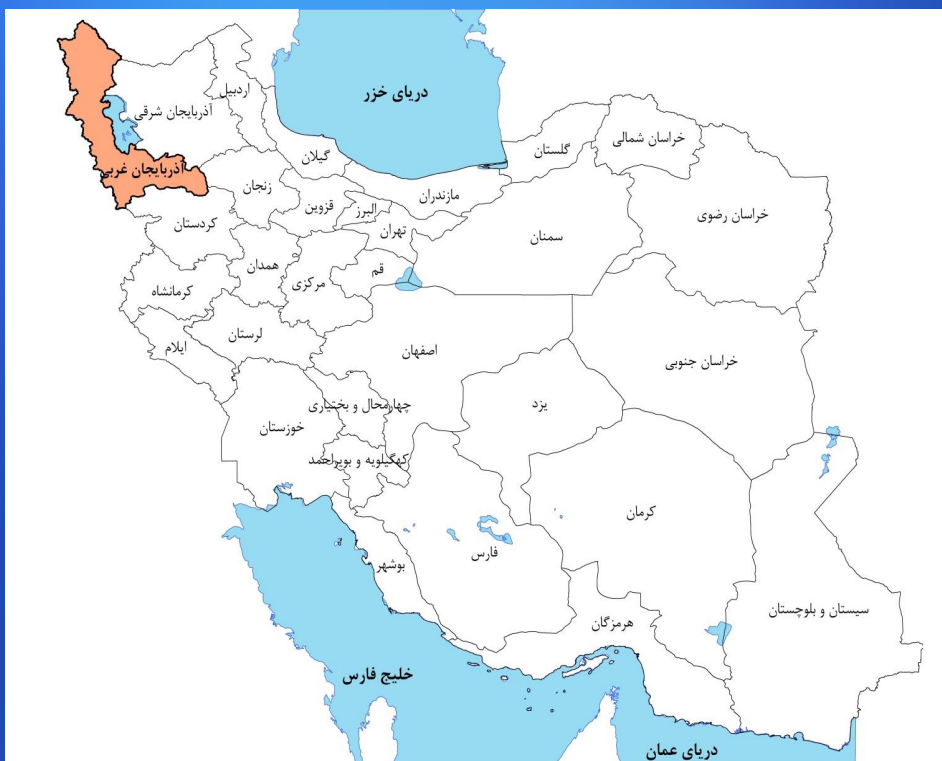 دریای خزر
اردبیل
آذربایجان شرقی
خراسان شمالی
گلستان
گیلان
آذربایجان غربی
زنجان
مازندران
قزوین
البرز
خراسان رضوی
کردستان
تهران
سمنان
همدان
قم
مرکزی
کرمانشاه
لرستان
ایلام
اصفهان
خراسان جنوبی
چهارمحال و بختیاری
یزد
خوزستان
کهگیلویه و بویراحمد
کرمان
فارس
بوشهر
سیستان و بلوچستان
هرمزگان
خلیج فارس
دریای عمان